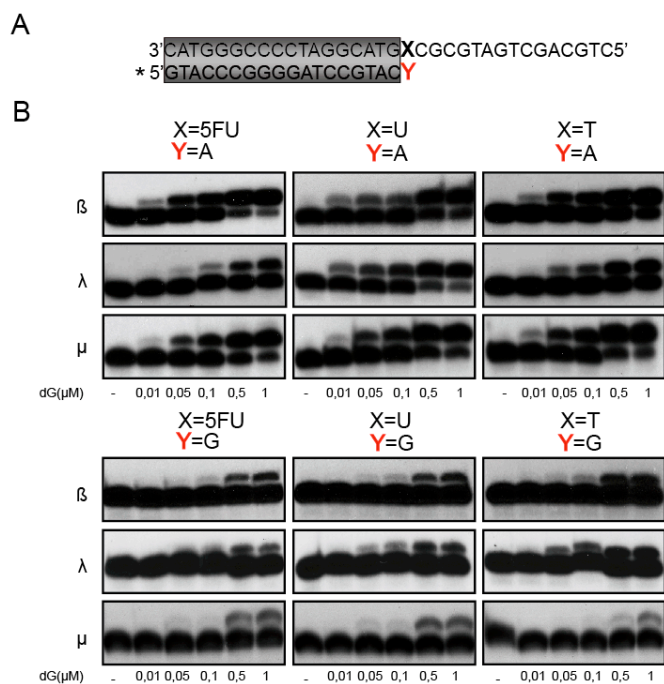 A
3'CATGGGCCCCTAGGCATGXCGCGTAGTCGACGTC5'
*5'GTACCCGGGGATCCGTACY
B
X=5FU X=U X=T
Y=A Y=A Y=A
ß
λ
μ
dG(μM) - 0,01 0,05 0,1 0,5 1 - 0,01 0,05 0,1 0,5 1 - 0,01 0,05 0,1 0,5 1
X=5FU X=U X=T
Y=G Y=G Y=G
ß
λ
μ
dG(μM) - 0,01 0,05 0,1 0,5 1 - 0,01 0,05 0,1 0,5 1 - 0,01 0,05 0,1 0,5 1